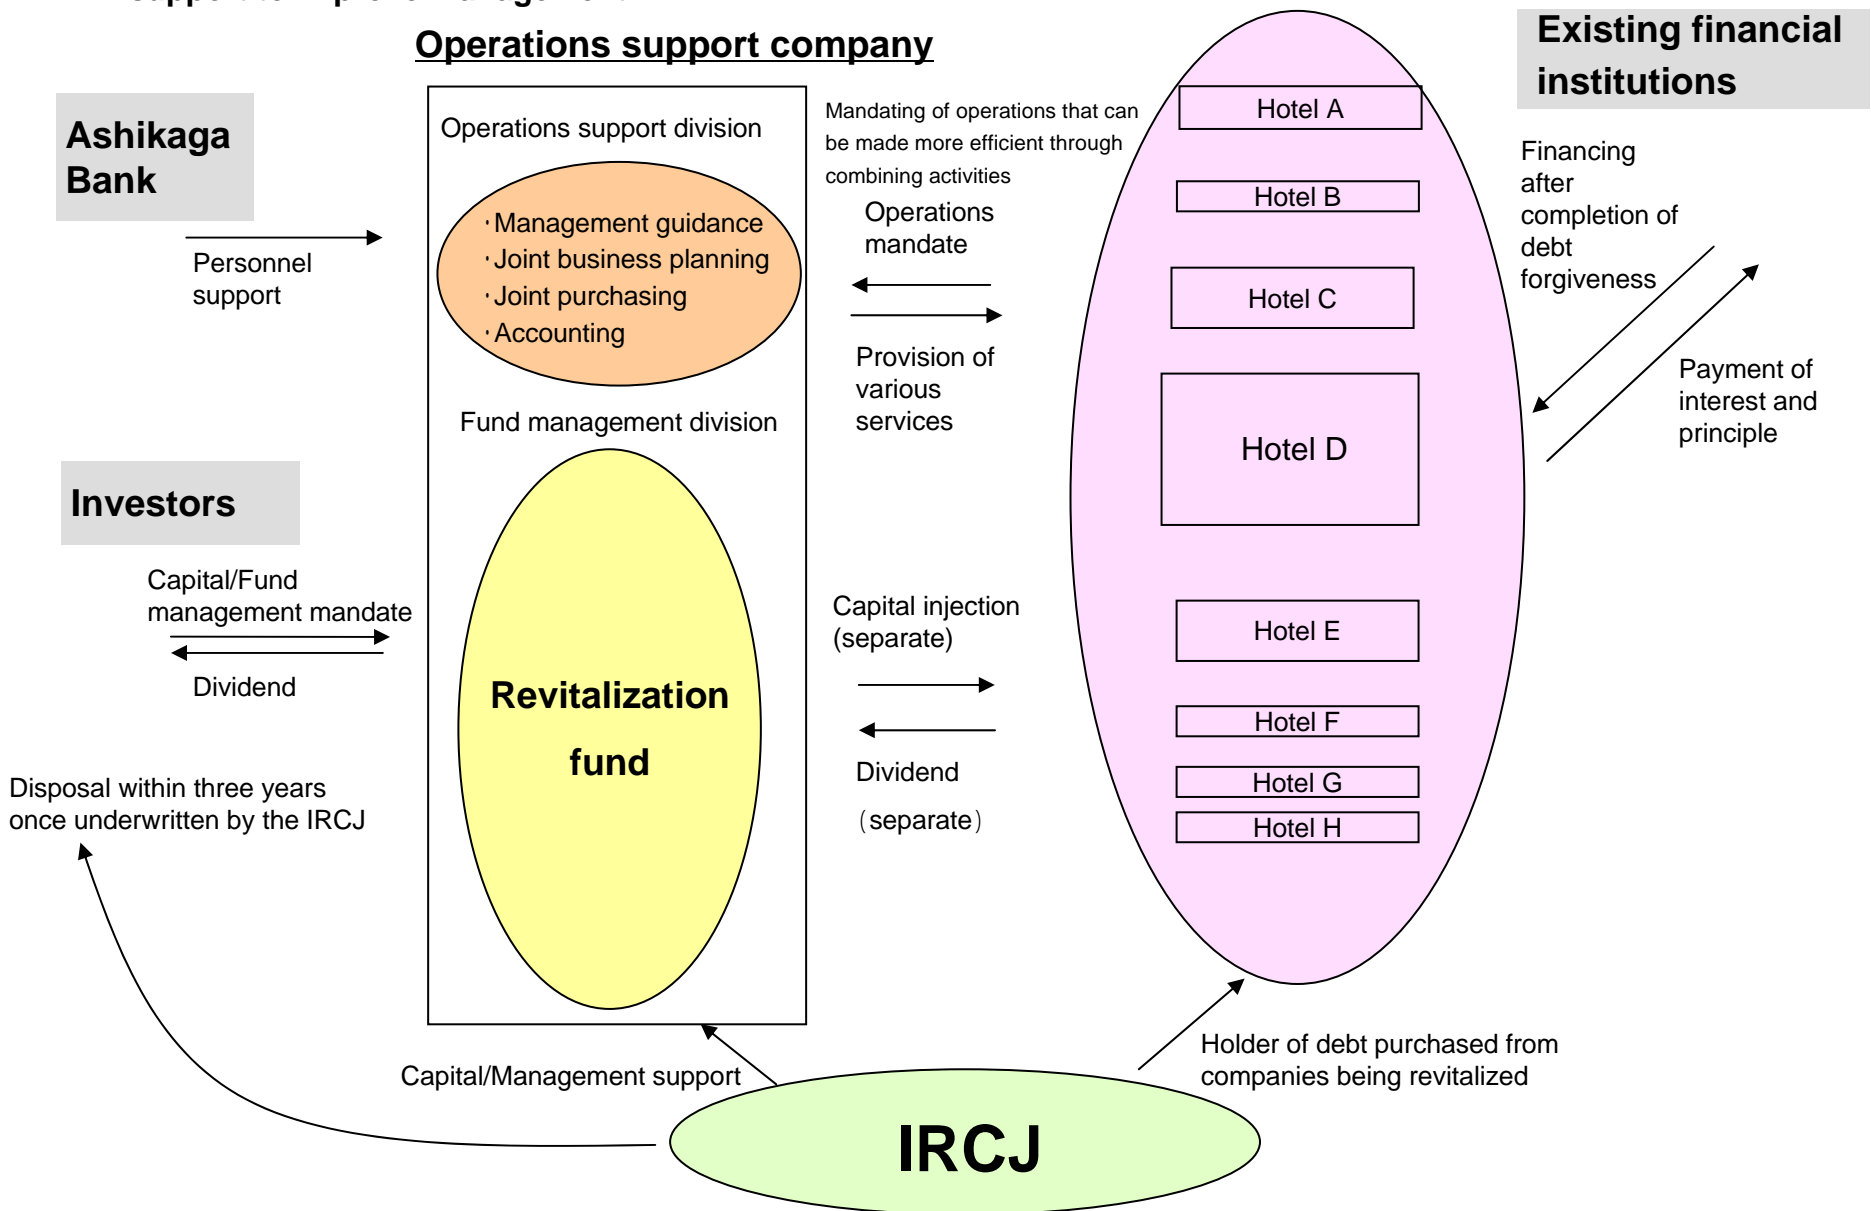 Operations support company
Existing financial
institutions
Ashikaga
Bank
Personnel
support
Operations support division
·Management guidance
·Joint business planning
·Joint purchasing
·Accounting
Fund management division
Revitalization
fund
Investors
Capital/Fund
management mandate
Dividend
Disposal within three years
once underwritten by the IRCJ
Mandating of operations that can
be made more efficient through
combining activities
Operations
mandate
Provision of
various
services
Capital injection
(separate)
Dividend
(separate)
Hotel A
Hotel B
Hotel C
Hotel D
Hotel E
Hotel F
Hotel G
Hotel H
Financing
after
completion of
debt
forgiveness
Payment of
interest and
principle
Capital/Management support
Holder of debt purchased from
companies being revitalized
IRCJ